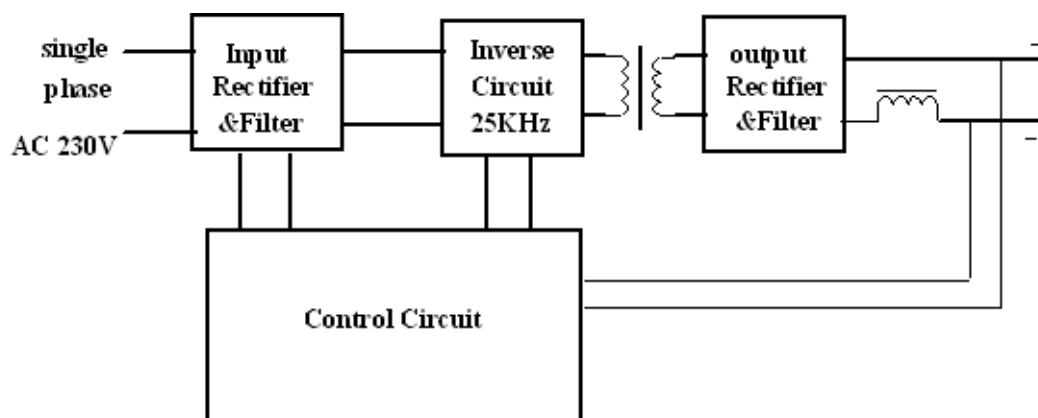 single
phase
AC 230V
Input
Rectifier
&Filter
Inverse
Circuit
25KHz
output
Rectifier
&Filter
Control Circuit